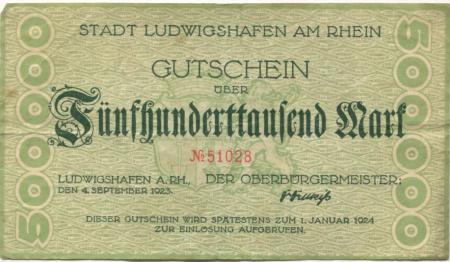 STADT LUDWIGSHAFEN AM RHEIN
GUTSCHEIN
ÜBER
Fünfhunderttausend Mark
№ 51028
LUDWIGSHAFEN A. RH., DER OBERBÜRGERMEISTER:
DEN 4. SEPTEMBER 1923.
DIESER GUTSCHEIN WIRD SPÄTESTENS ZUM 1. JANUAR 1924
ZUR EINLOSUNG AUFGERUFEN.
500000
500000